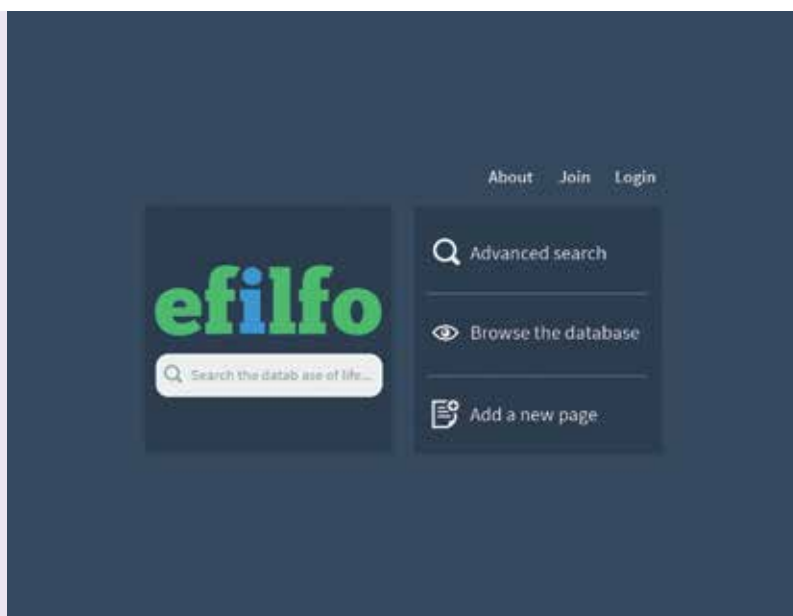 About Join Login
efilfo
Search the datab ase of life...
Advanced search
Browse the database
Add a new page